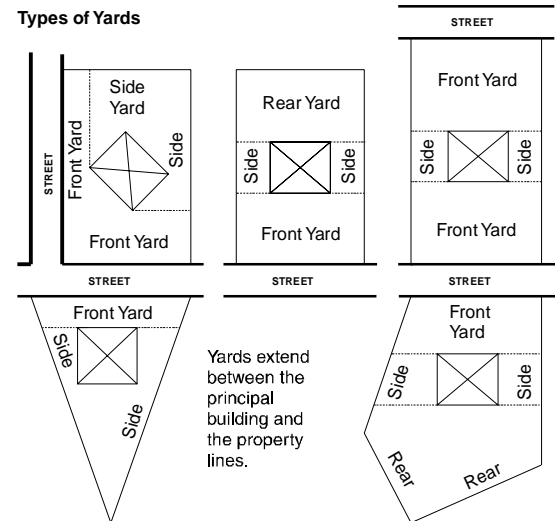 Types of Yards
STREET
Side
Yard
Front Yard
Side
STREET
Front Yard
Rear Yard
Side
Side
Front Yard
Front Yard
Side
Side
Front Yard
STREET
STREET
STREET
Front Yard
Side
Side
Yards extend
between the
principal
building and
the property
lines.
Front
Yard
Side
Side
Rear
Rear